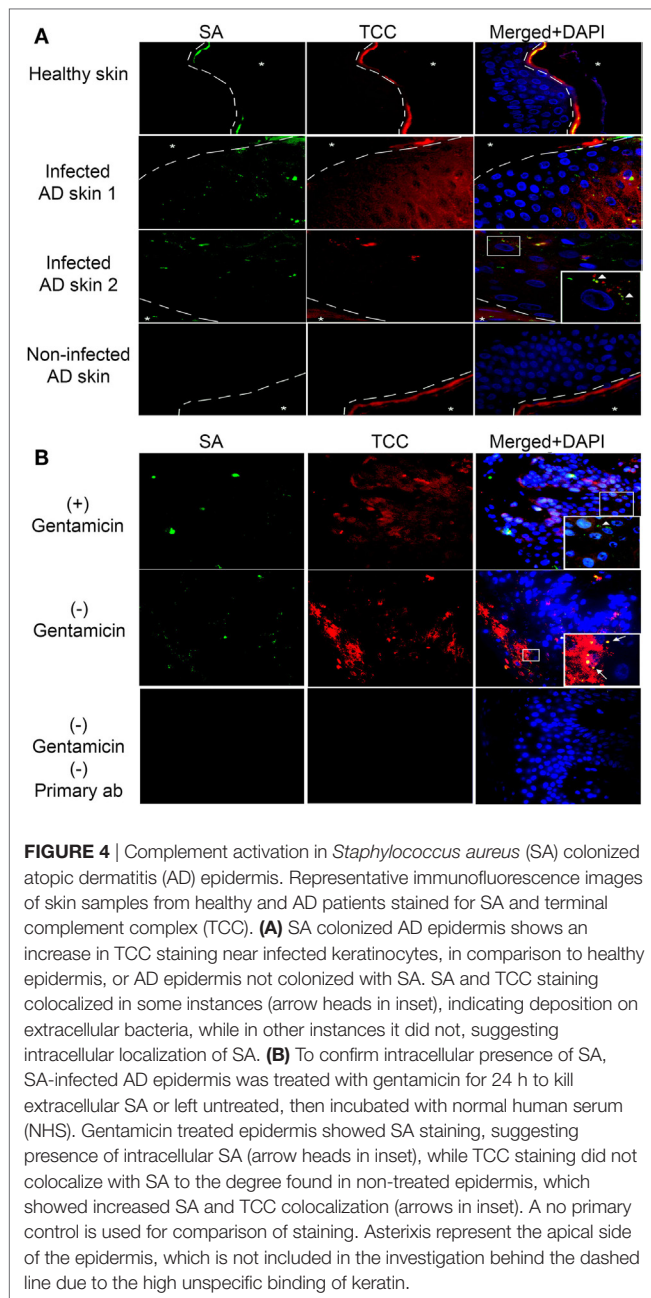 A
SA TCC Merged+DAPI
Healthy skin
*
*
Infected
AD skin 1
*
*
*
Infected
AD skin 2
*
*
*
Non-infected
AD skin
*
*
*
B
SA TCC Merged+DAPI
(+)
Gentamicin
(-)
Gentamicin
(-)
Gentamicin
(-)
Primary ab
FIGURE 4 | Complement activation in Staphylococcus aureus (SA) colonized
atopic dermatitis (AD) epidermis. Representative immunofluorescence images
of skin samples from healthy and AD patients stained for SA and terminal
complement complex (TCC). (A) SA colonized AD epidermis shows an
increase in TCC staining near infected keratinocytes, in comparison to healthy
epidermis, or AD epidermis not colonized with SA. SA and TCC staining
colocalized in some instances (arrow heads in inset), indicating deposition on
extracellular bacteria, while in other instances it did not, suggesting
intracellular localization of SA. (B) To confirm intracellular presence of SA,
SA-infected AD epidermis was treated with gentamicin for 24 h to kill
extracellular SA or left untreated, then incubated with normal human serum
(NHS). Gentamicin treated epidermis showed SA staining, suggesting
presence of intracellular SA (arrow heads in inset), while TCC staining did not
colocalize with SA to the degree found in non-treated epidermis, which
showed increased SA and TCC colocalization (arrows in inset). A no primary
control is used for comparison of staining. Asterixis represent the apical side
of the epidermis, which is not included in the investigation behind the dashed
line due to the high unspecific binding of keratin.